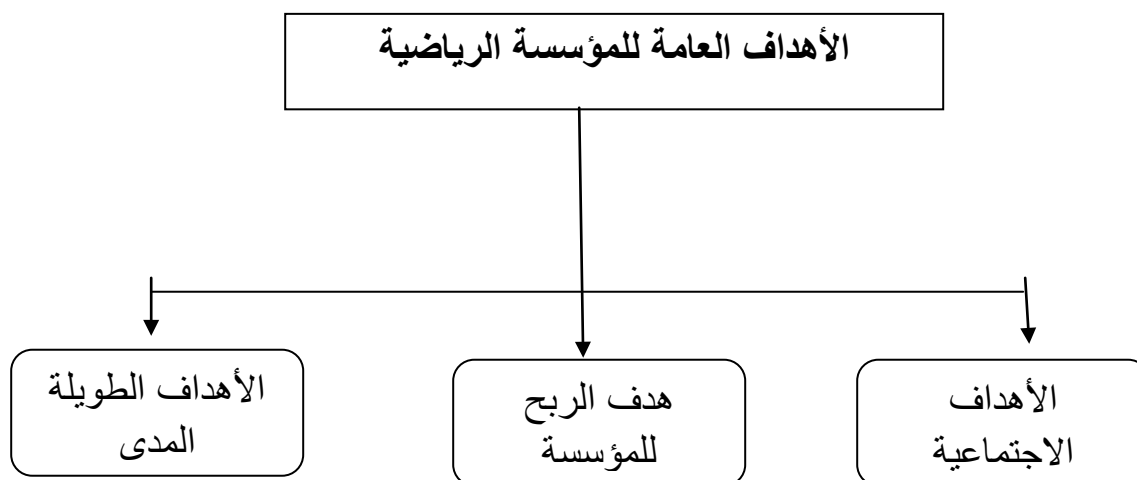 الأهداف العامة للمؤسسة الرياضية
الأهداف
الاجتماعية
هدف الربح
للمؤسسة
الأهداف الطويلة
المدى